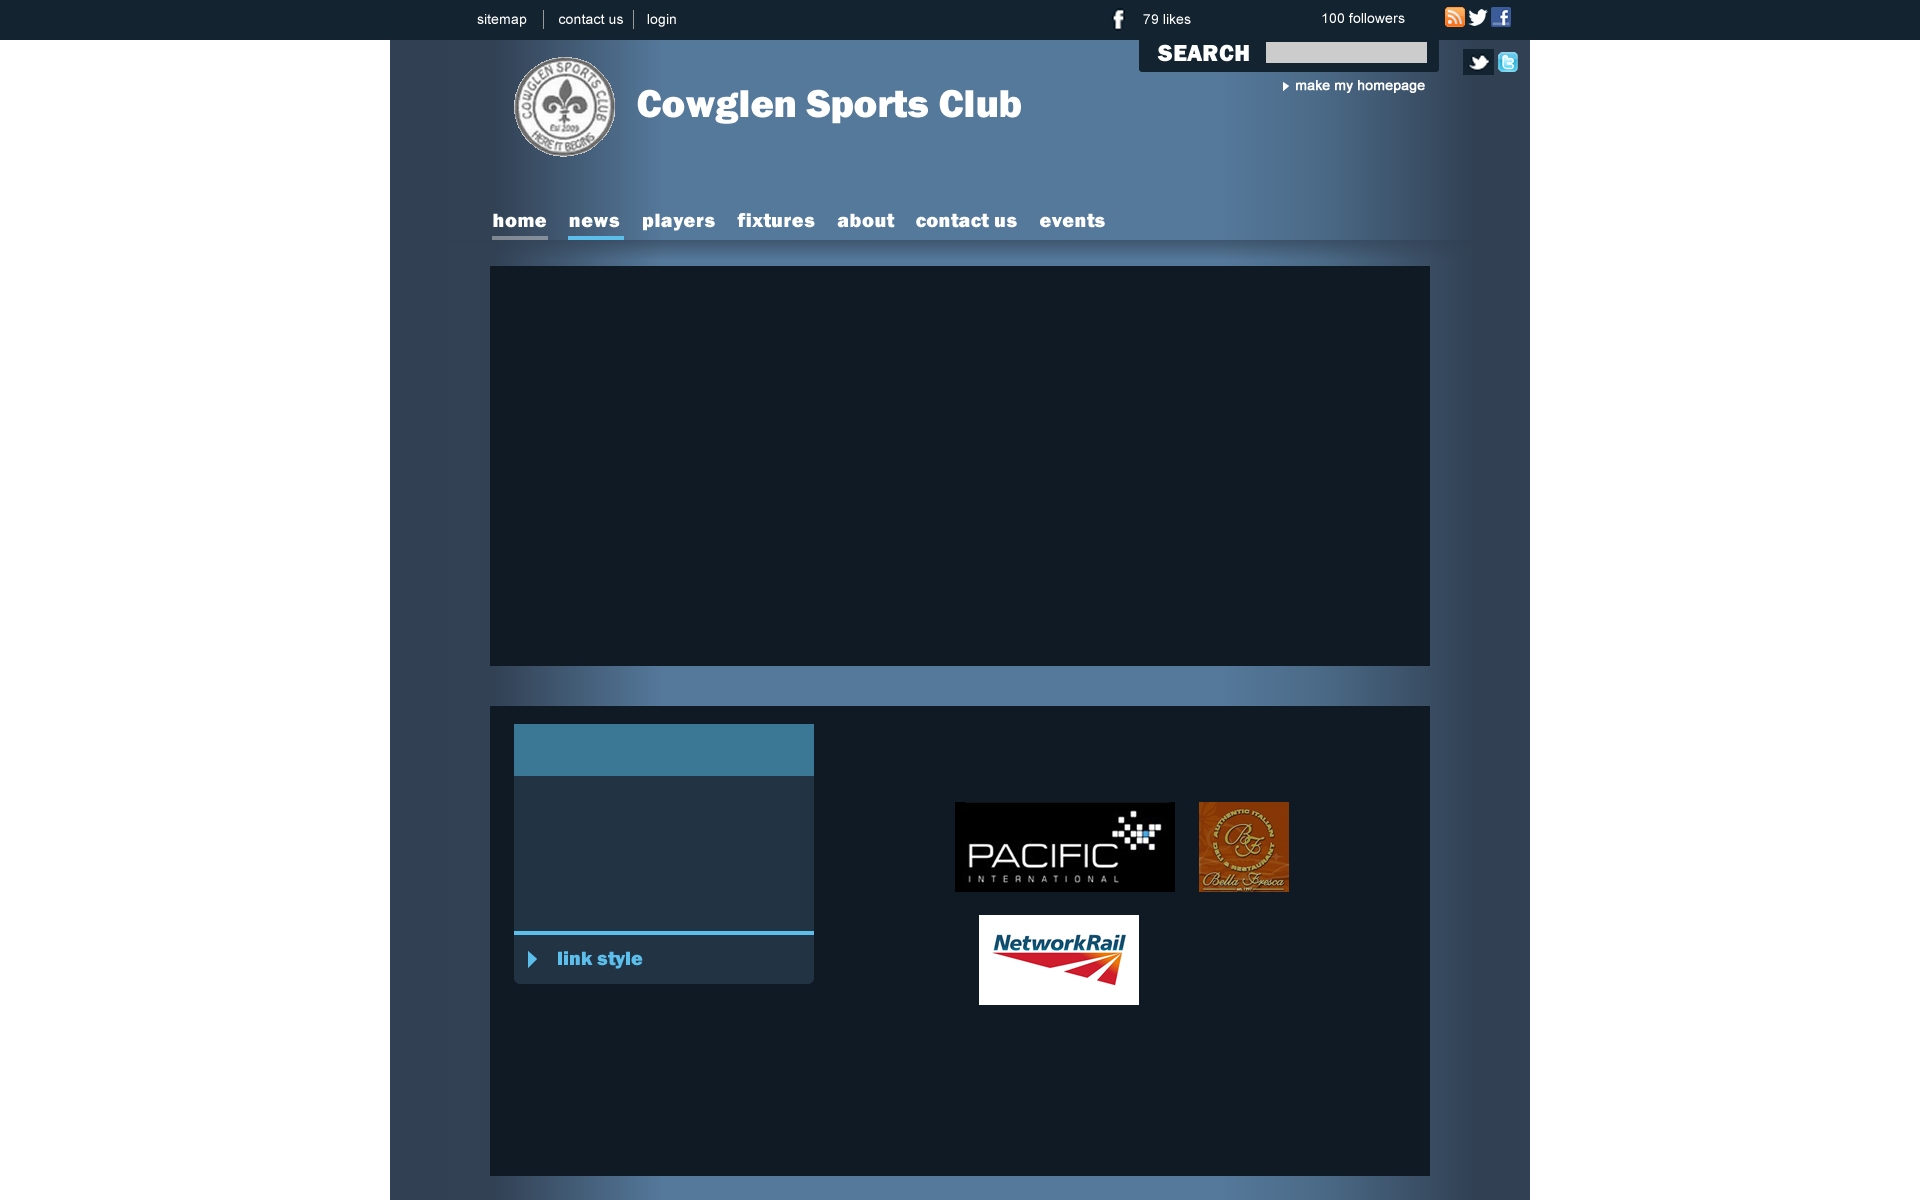 sitemap contact us login 79 likes 100 followers
SEARCH
make my homepage
COWGLEN SPORTS CLUB
Est 2009
HERE IT BEGINS
Cowglen Sports Club
home news players fixtures about contact us events
PACIFIC
INTERNATIONAL
AUTHENTIC ITALIAN
DELI & RESTAURANT
BF
Bella Fresca
NetworkRail
link style